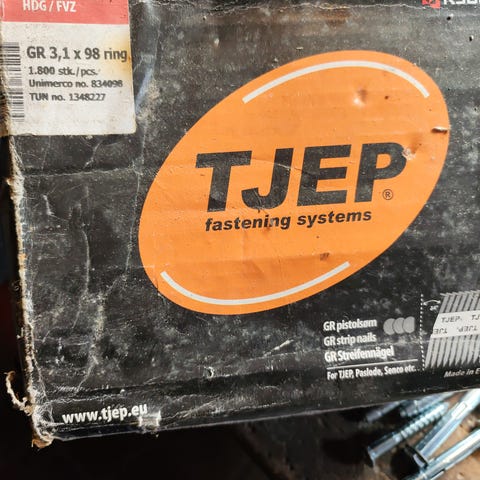 HDG / FVZ
GR 3,1 x 98 ring
1.800 stk./pcs.
Unimerco no. 834098
TUN no. 1348227
TJEP®
fastening systems
GR pistolsøm
GR strip nails
GR Streifennägel
For TJEP, Paslode, Senco etc.
TJEP
Made in
www.tjep.eu